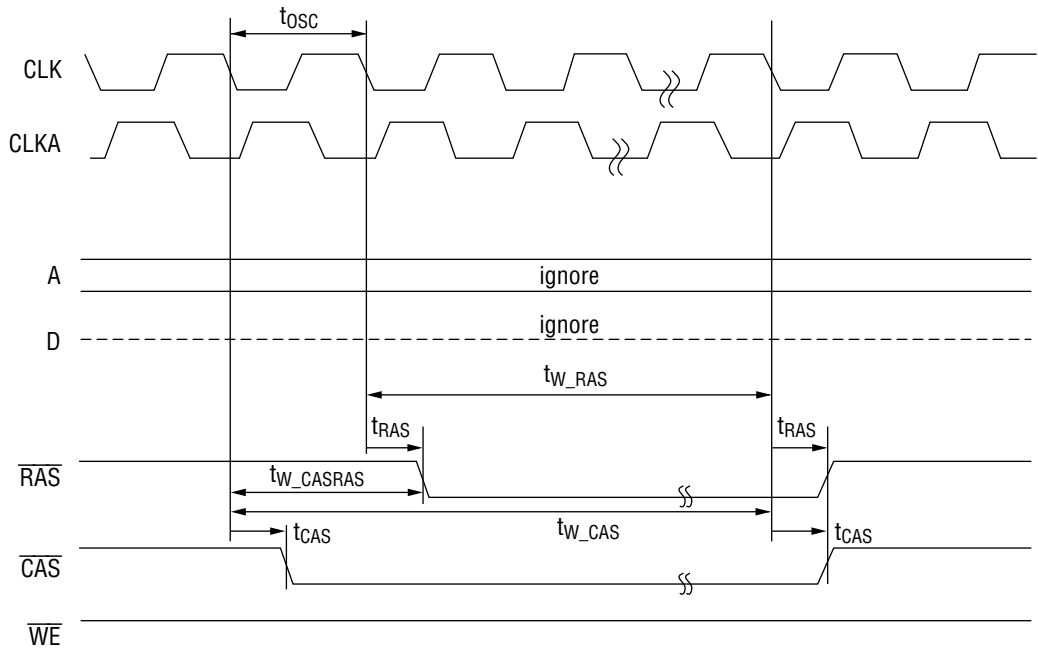 tOSC
CLK
CLKA
A
ignore
D
ignore
tW_RAS
tRAS
tRAS
RAS
tW_CASRAS
tCAS
tW_CAS
tCAS
CAS
WE